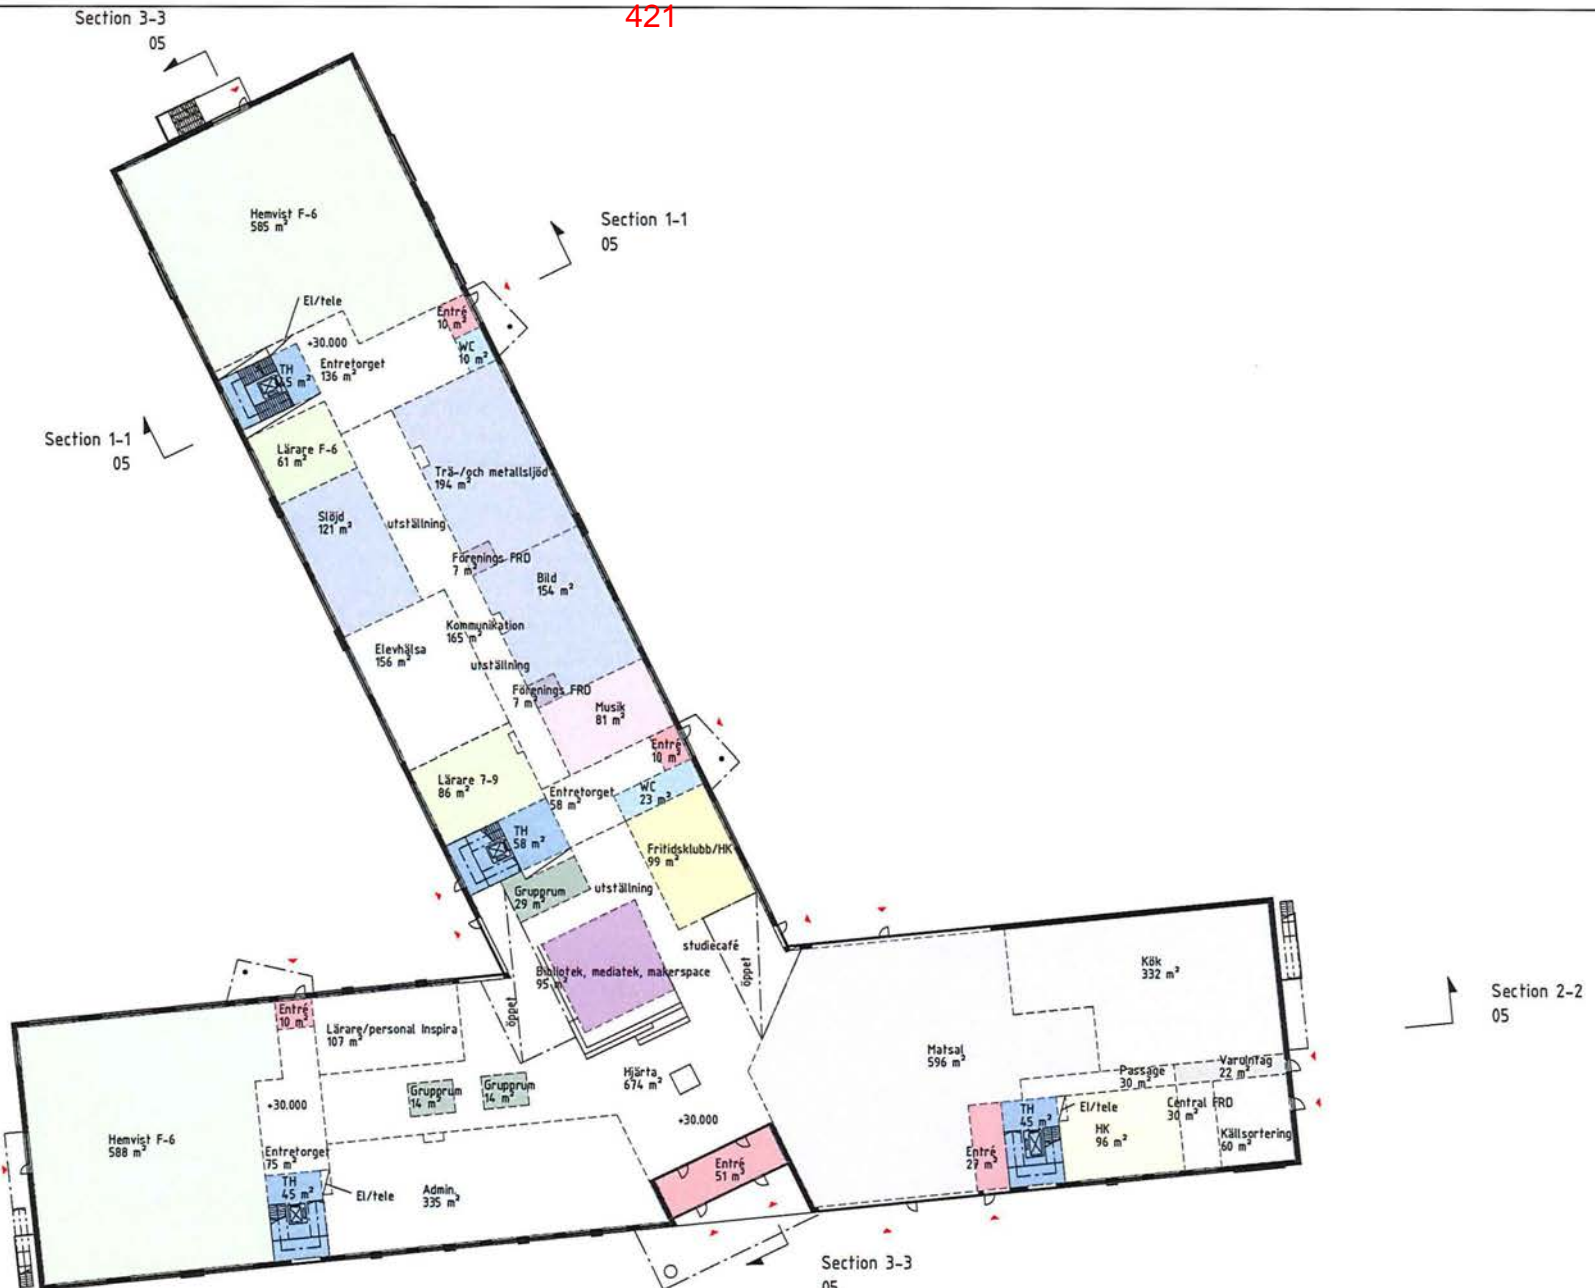 421
Section 3-3
05
Hemvist F-6
585 m²
Section 1-1
05
El/tele
+30.000
Entré
10 m²
WC
10 m²
TH
45 m²
Entretorget
136 m²
Section 1-1
05
Lärare F-6
61 m²
Trä-/och metallsljöd
194 m²
Slöjd
121 m²
utställning
Förenings FRD
7 m²
Bild
154 m²
Kommunikation
165 m²
Elevhälsa
156 m²
utställning
Förenings FRD
7 m²
Musik
81 m²
Entré
10 m²
Lärare 7-9
86 m²
Entretorget
58 m²
WC
23 m²
TH
58 m²
Fritidsklubb/HK
99 m²
Grupprum
29 m²
utställning
studiecafé
öppet
Bibliotek, mediatek, makerspace
95 m²
öppet
Kök
332 m²
Section 2-2
05
Entré
10 m²
Lärare/personal Inspira
107 m²
Matsal
596 m²
Varuintag
22 m²
Passage
30 m²
Hjärta
674 m²
Grupprum
14 m²
Grupprum
14 m²
+30.000
+30.000
TH
45 m²
El/tele
Central FRD
30 m²
HK
96 m²
Källsortering
60 m²
Hemvist F-6
588 m²
Entretorget
75 m²
Entré
27 m²
Entré
51 m²
TH
45 m²
El/tele
Admin
335 m²
Section 3-3
05